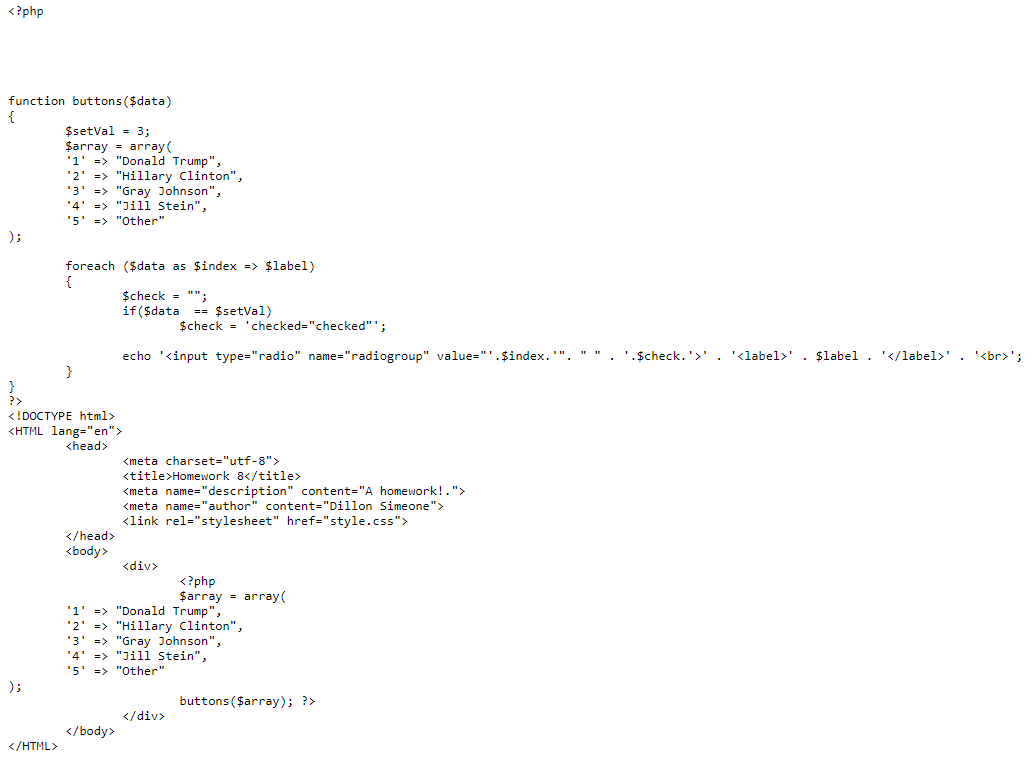 <?php
function buttons($data)
{
$setVal = 3;
$array = array(
'1' => "Donald Trump",
'2' => "Hillary Clinton",
'3' => "Gray Johnson",
'4' => "Jill Stein",
'5' => "Other"
);
foreach ($data as $index => $label)
{
$check = "";
if($data  == $setVal)
$check = 'checked="checked"';
echo '<input type="radio" name="radiogroup" value="'.$index.'". " " . '.$check.'>' . '<label>' . $label . '</label>' . '<br>';
}
}
?>
<!DOCTYPE html>
<HTML lang="en">
<head>
<meta charset="utf-8">
<title>Homework 8</title>
<meta name="description" content="A homework!.">
<meta name="author" content="Dillon Simeone">
<link rel="stylesheet" href="style.css">
</head>
<body>
<div>
<?php
$array = array(
'1' => "Donald Trump",
'2' => "Hillary Clinton",
'3' => "Gray Johnson",
'4' => "Jill Stein",
'5' => "Other"
);
buttons($array); ?>
</div>
</body>
</HTML>